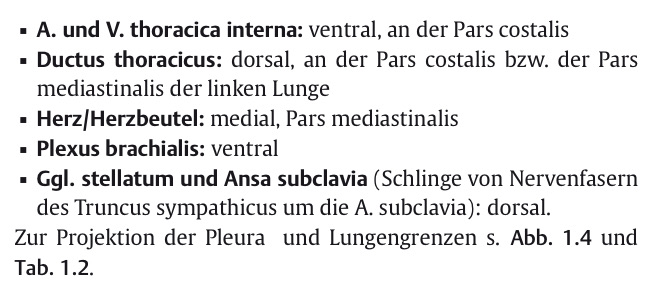 ▪ A. und V. thoracica interna: ventral, an der Pars costalis
▪ Ductus thoracicus: dorsal, an der Pars costalis bzw. der Pars
mediastinalis der linken Lunge
▪ Herz/Herzbeutel: medial, Pars mediastinalis
▪ Plexus brachialis: ventral
▪ Ggl. stellatum und Ansa subclavia (Schlinge von Nervenfasern
des Truncus sympathicus um die A. subclavia): dorsal.
Zur Projektion der Pleura und Lungengrenzen s. Abb. 1.4 und
Tab. 1.2.